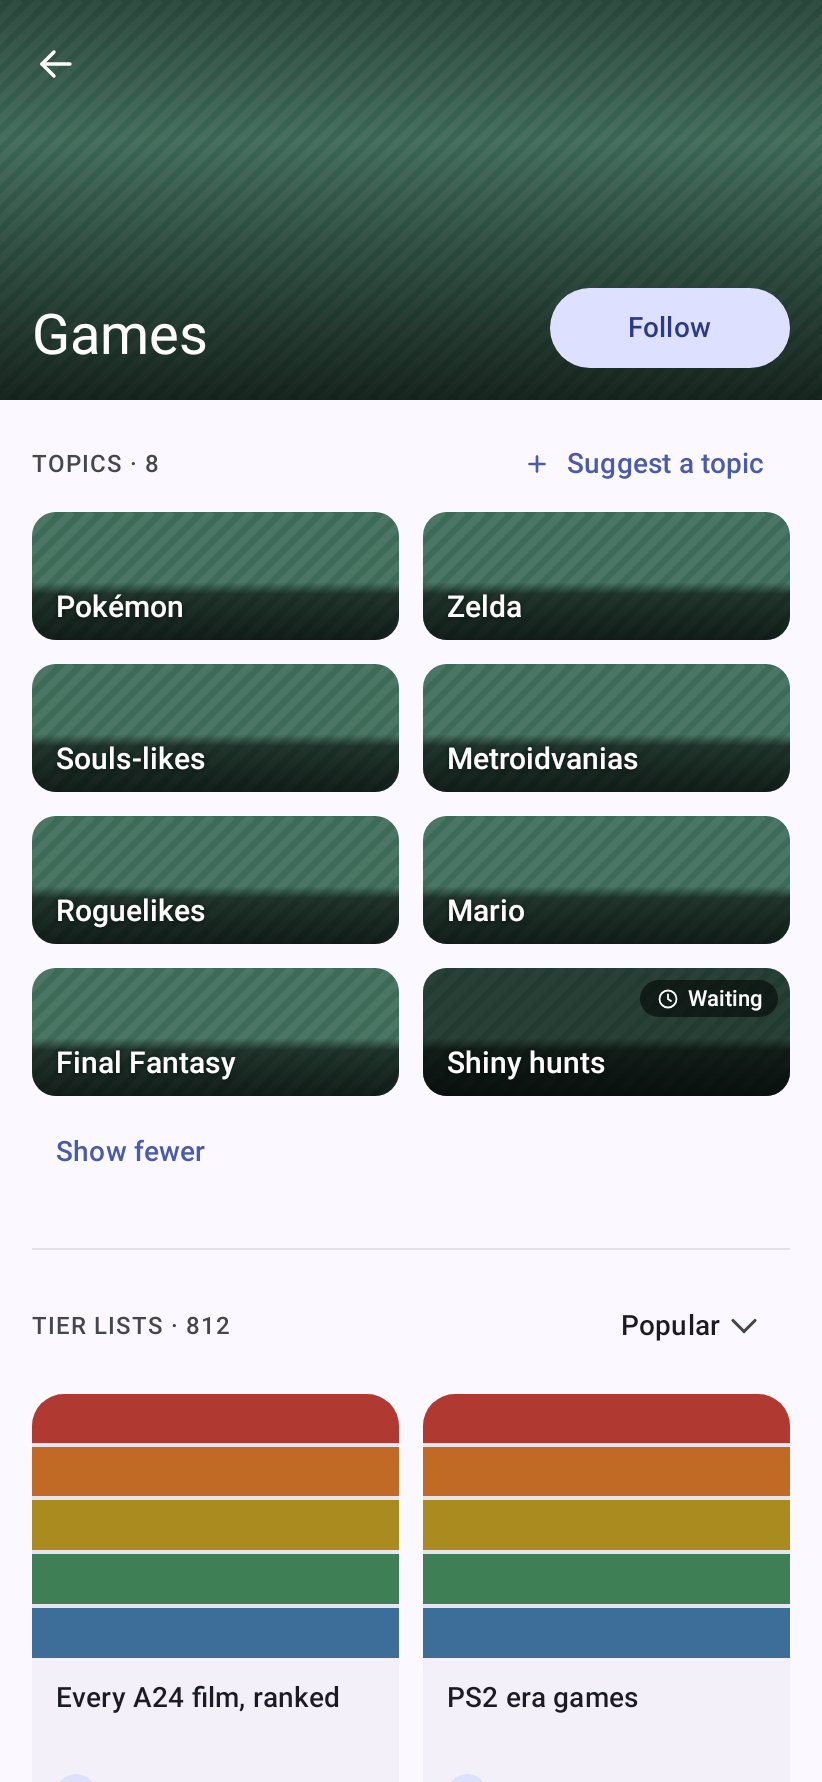 Games
Follow
TOPICS · 8
+ Suggest a topic
Pokémon
Zelda
Souls-likes
Metroidvanias
Roguelikes
Mario
Final Fantasy
Waiting
Shiny hunts
Show fewer
TIER LISTS · 812
Popular
Every A24 film, ranked
PS2 era games